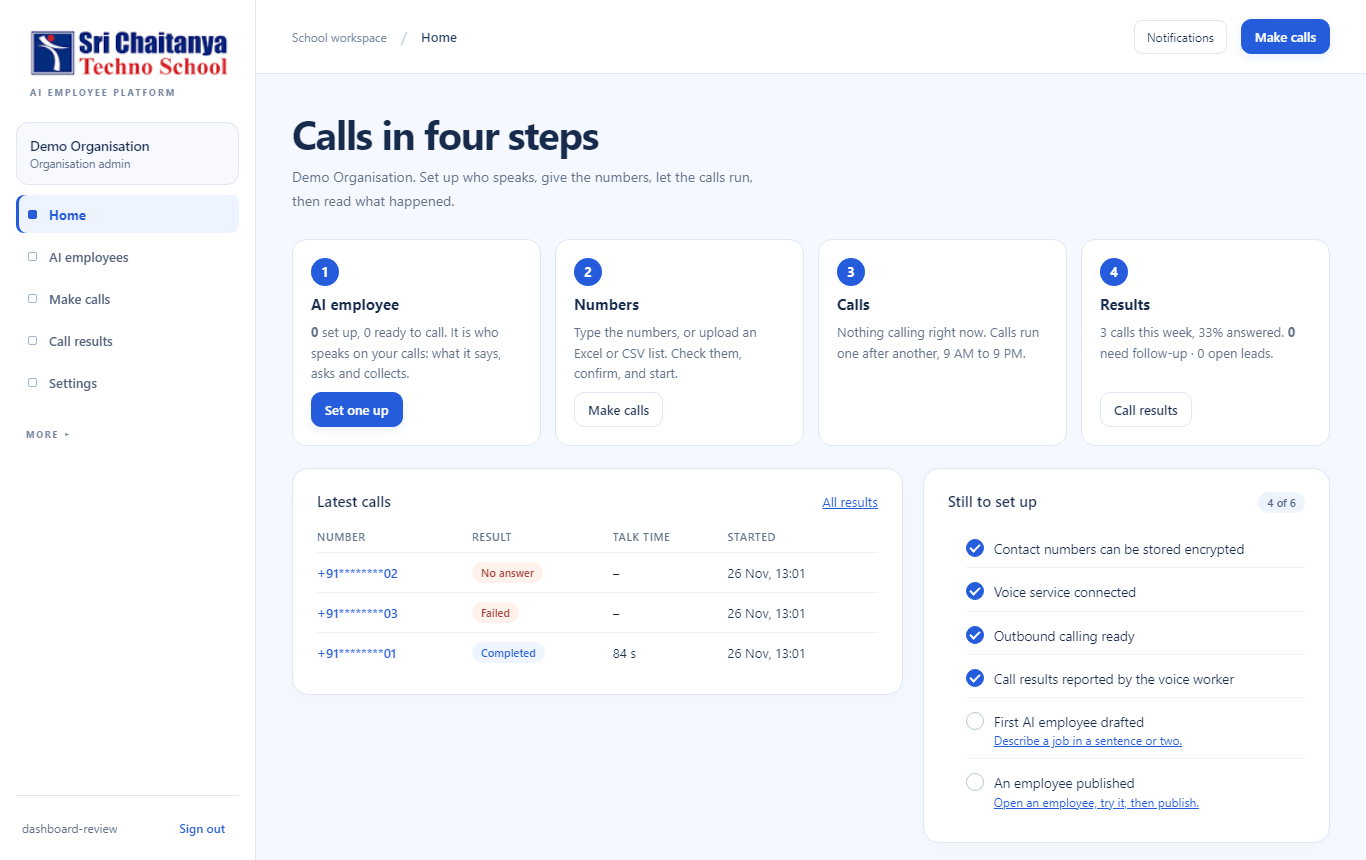 Sri Chaitanya
Techno School
AI EMPLOYEE PLATFORM
Demo Organisation
Organisation admin
Home
AI employees
Make calls
Call results
Settings
MORE
dashboard-review
Sign out
School workspace / Home
Notifications
Make calls
Calls in four steps
Demo Organisation. Set up who speaks, give the numbers, let the calls run,
then read what happened.
1
AI employee
0 set up, 0 ready to call. It is who
speaks on your calls: what it says,
asks and collects.
Set one up
2
Numbers
Type the numbers, or upload an
Excel or CSV list. Check them,
confirm, and start.
Make calls
3
Calls
Nothing calling right now. Calls run
one after another, 9 AM to 9 PM.
4
Results
3 calls this week, 33% answered. 0
need follow-up · 0 open leads.
Call results
Latest calls
All results
NUMBER RESULT TALK TIME STARTED
+91********02 No answer – 26 Nov, 13:01
+91********03 Failed – 26 Nov, 13:01
+91********01 Completed 84 s 26 Nov, 13:01
Still to set up
4 of 6
Contact numbers can be stored encrypted
Voice service connected
Outbound calling ready
Call results reported by the voice worker
First AI employee drafted
Describe a job in a sentence or two.
An employee published
Open an employee, try it, then publish.